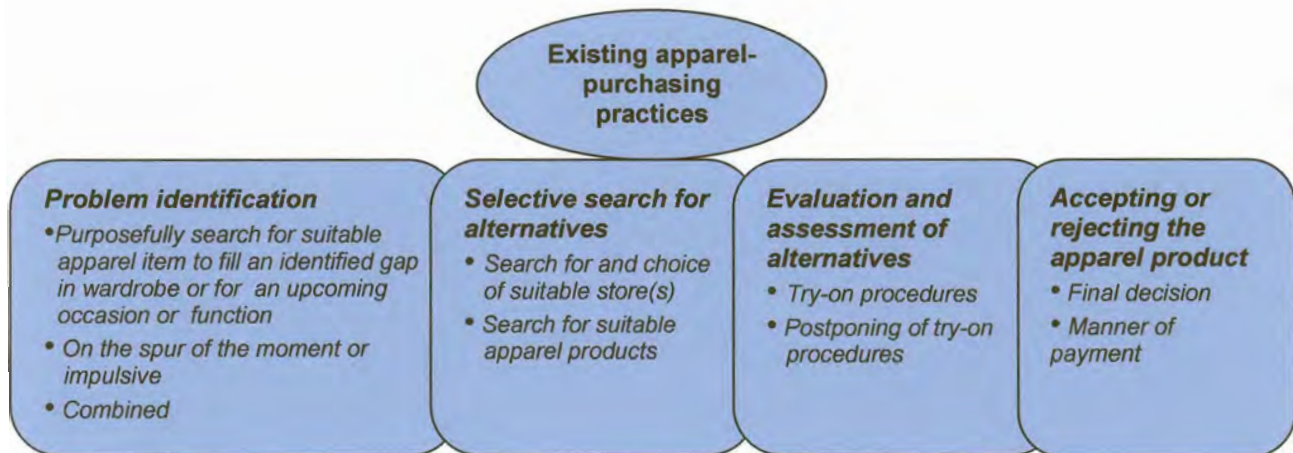 Existing apparel-
purchasing
practices
Problem identification
•Purposefully search for suitable
apparel item to fill an identified gap
in wardrobe or for an upcoming
occasion or function
• On the spur of the moment or
impulsive
• Combined
Selective search for
alternatives
• Search for and choice
of suitable store(s)
• Search for suitable
apparel products
Evaluation and
assessment of
alternatives
• Try-on procedures
• Postponing of try-on
procedures
Accepting or
rejecting the
apparel product
• Final decision
• Manner of
payment